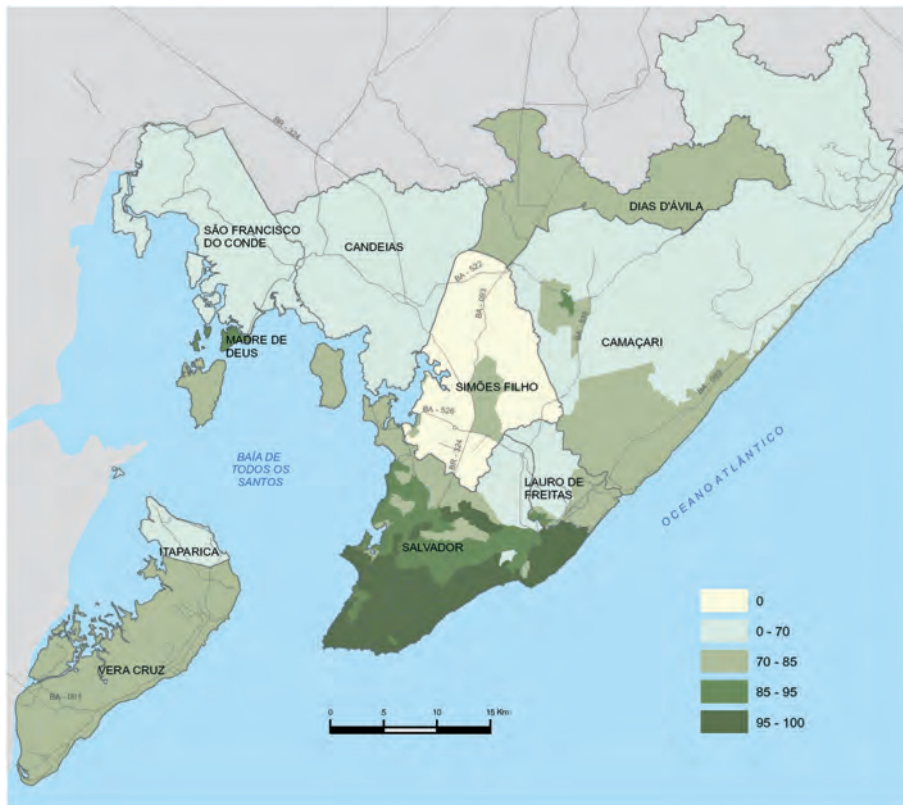 BR - 324
DIAS D'ÁVILA
SÃO FRANCISCO
DO CONDE
CANDEIAS
BA - 522
BA - 093
MADRE DE
DEUS
CAMAÇARI
SIMÕES FILHO
BA - 526
BR - 324
BAÍA DE
TODOS OS
SANTOS
LAURO DE
FREITAS
OCEANO ATLÂNTICO
SALVADOR
ITAPARICA
VERA CRUZ
BA - 001
0
0 - 70
70 - 85
85 - 95
95 - 100
0 5 10 15 Km